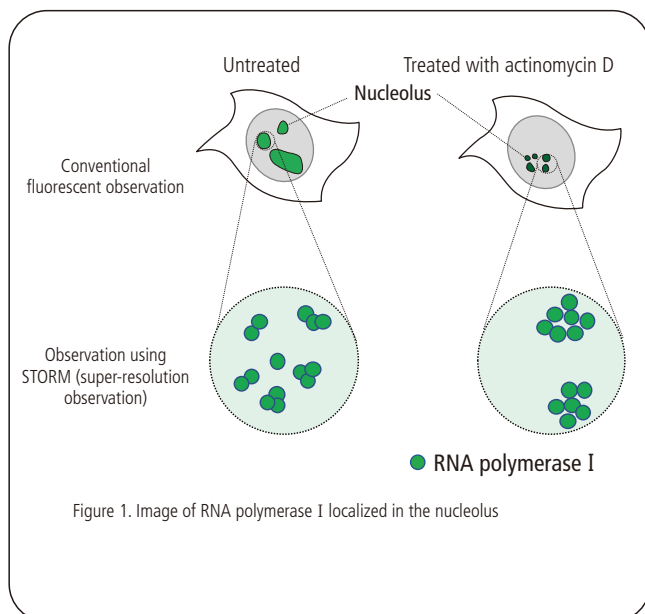 Untreated
Treated with actinomycin D
Nucleolus
Conventional
fluorescent observation
Observation using
STORM (super-resolution
observation)
RNA polymerase I
Figure 1. Image of RNA polymerase I localized in the nucleolus